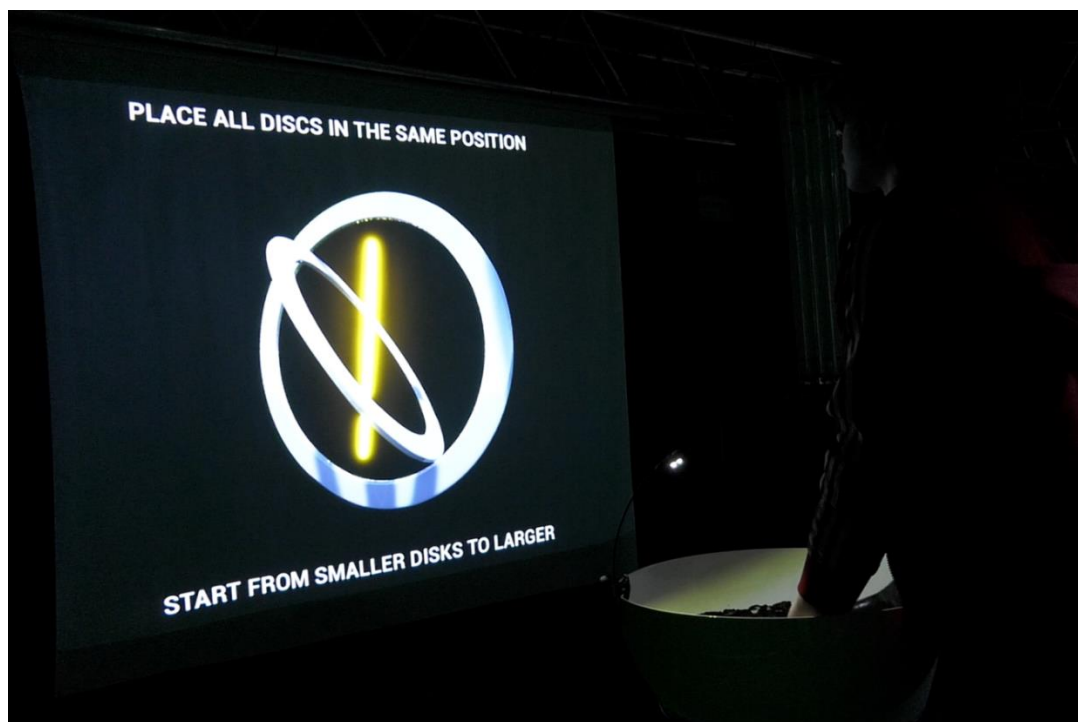 PLACE ALL DISCS IN THE SAME POSITION
START FROM SMALLER DISKS TO LARGER